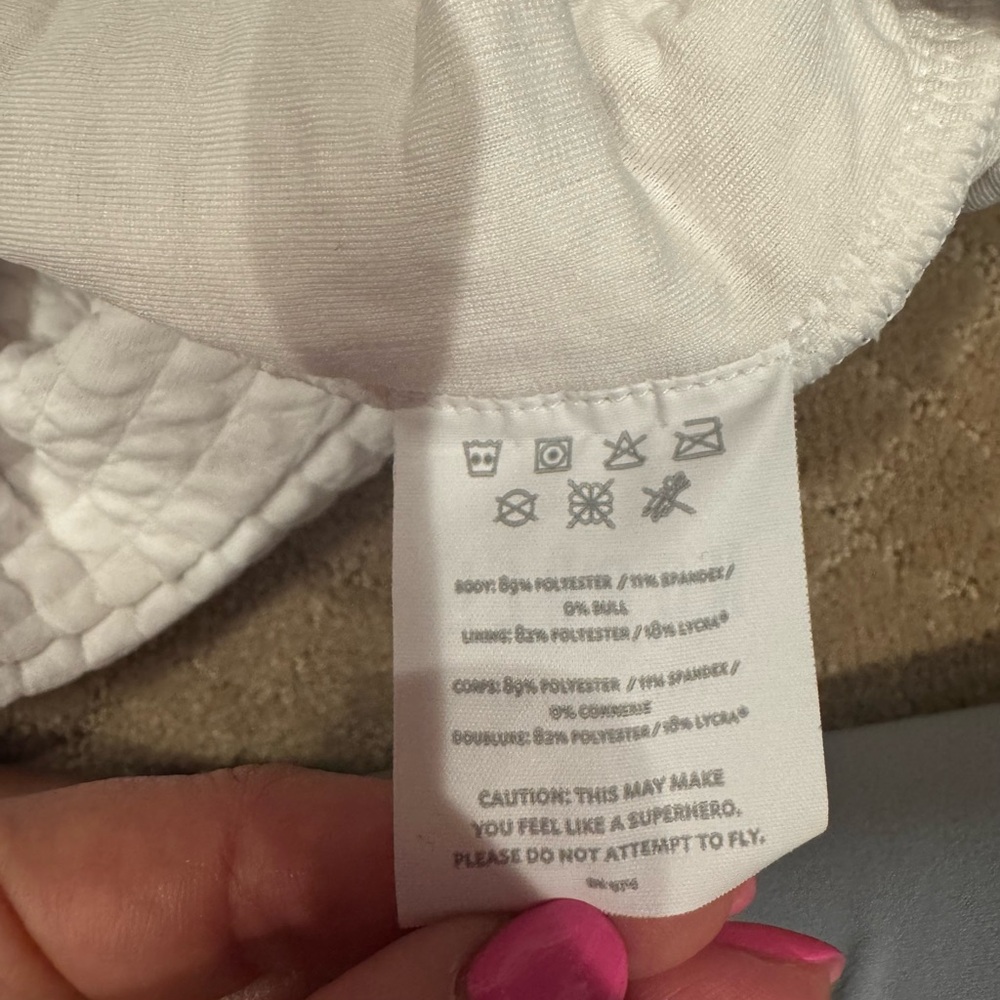 BODY: 89% POLYESTER // 11% SPANDEX /
0% BULL
LINING: 82% POLYESTER / 18% LYCRA®
CORPS: 89% POLYESTER // 11% SPANDEX /
0% CONNERIE
DOUBLURE: 82% POLYESTER / 18% LYCRA®
CAUTION: THIS MAY MAKE
YOU FEEL LIKE A SUPERHERO.
PLEASE DO NOT ATTEMPT TO FLY.